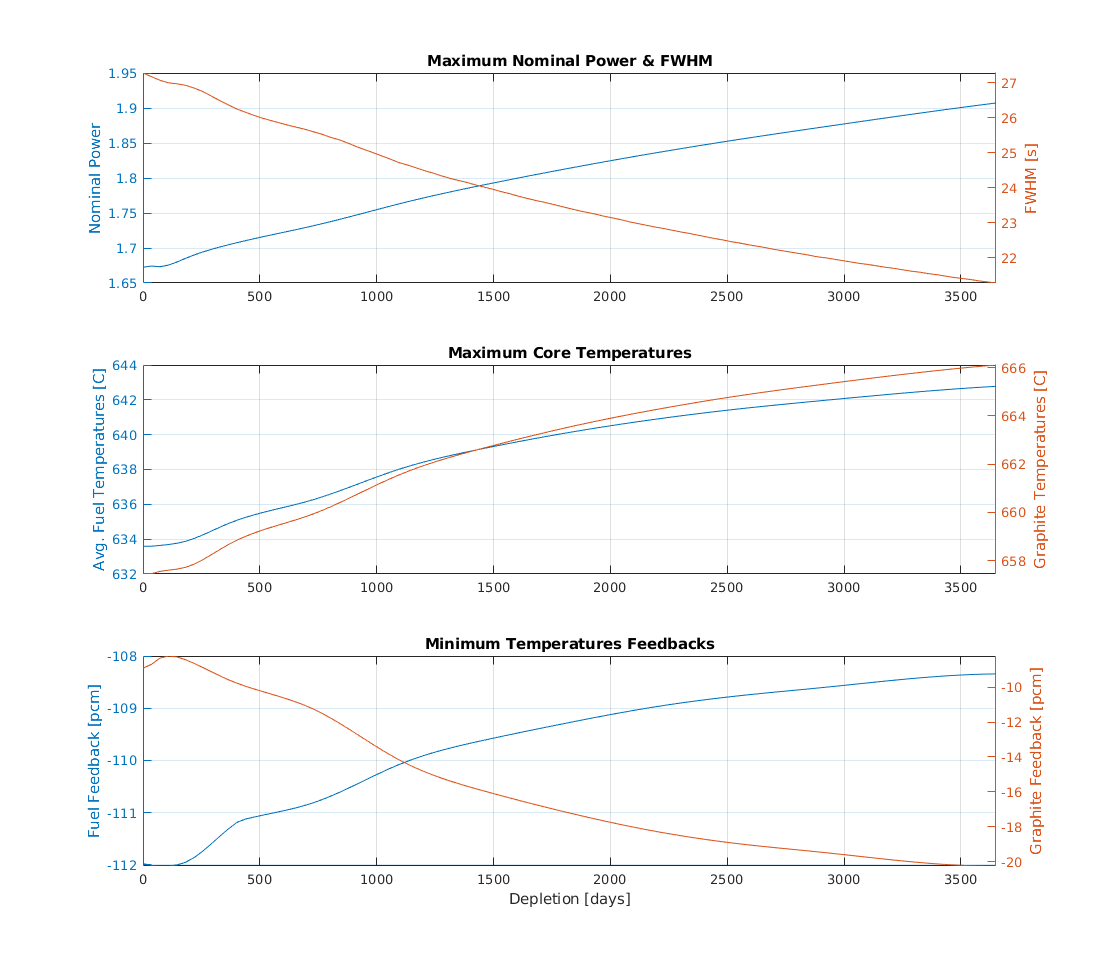 Maximum Nominal Power & FWHM
1.95
1.9
1.85
1.8
1.75
1.7
1.65
Nominal Power
27
26
25
24
23
22
FWHM [s]
0 500 1000 1500 2000 2500 3000 3500
Maximum Core Temperatures
644
642
640
638
636
634
632
Avg. Fuel Temperatures [C]
666
664
662
660
658
Graphite Temperatures [C]
0 500 1000 1500 2000 2500 3000 3500
Minimum Temperatures Feedbacks
-108
-109
-110
-111
-112
Fuel Feedback [pcm]
-10
-12
-14
-16
-18
-20
Graphite Feedback [pcm]
0 500 1000 1500 2000 2500 3000 3500
Depletion [days]